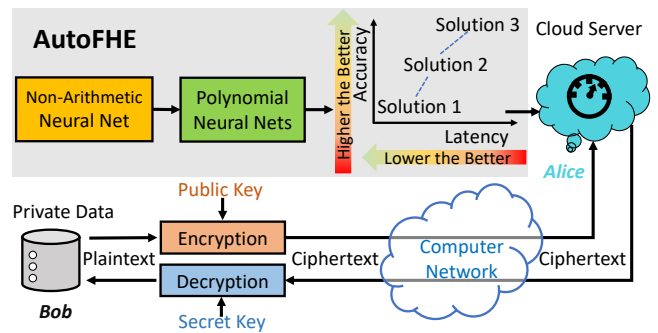 AutoFHE
Non-Arithmetic
Neural Net
Polynomial
Neural Nets
Higher the Better
Accuracy
Solution 3
Solution 2
Solution 1
Latency
Lower the Better
Cloud Server
Alice
Public Key
Private Data
Encryption
Plaintext
Ciphertext
Computer
Network
Ciphertext
Decryption
Bob
Secret Key